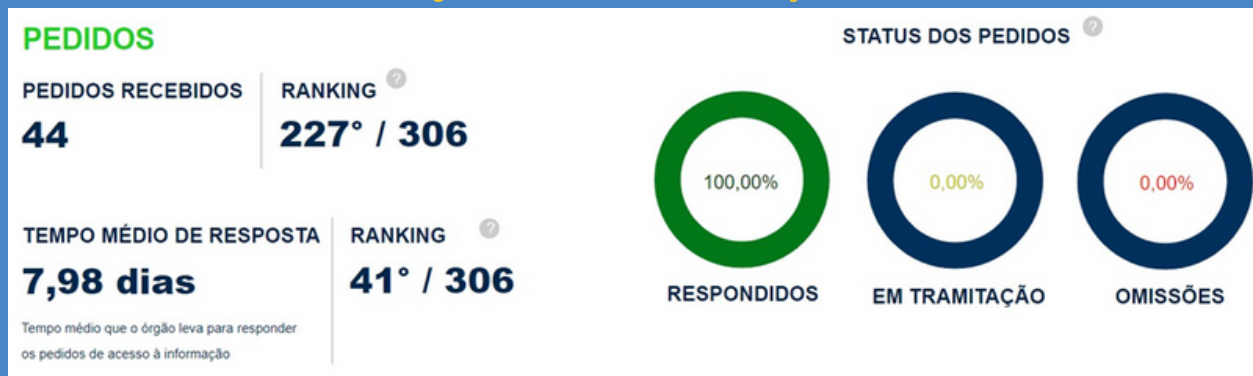 PEDIDOS
PEDIDOS RECEBIDOS
44
RANKING ?
227° / 306
TEMPO MÉDIO DE RESPOSTA
7,98 dias
Tempo médio que o órgão leva para responder
os pedidos de acesso à informação
RANKING ?
41° / 306
STATUS DOS PEDIDOS ?
100,00%
RESPONDIDOS
0,00%
EM TRAMITAÇÃO
0,00%
OMISSÕES